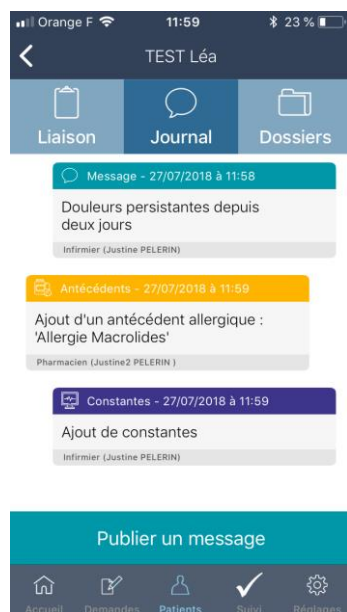 Orange F 11:59 23 %
TEST Léa
Liaison Journal Dossiers
Message - 27/07/2018 à 11:58
Douleurs persistantes depuis
deux jours
Infirmier (Justine PELERIN)
Antécédents - 27/07/2018 à 11:59
Ajout d'un antécédent allergique :
'Allergie Macrolides'
Pharmacien (Justine2 PELERIN )
Constantes - 27/07/2018 à 11:59
Ajout de constantes
Infirmier (Justine PELERIN)
Publier un message
Accueil Demandes Patients Suivi Réglages